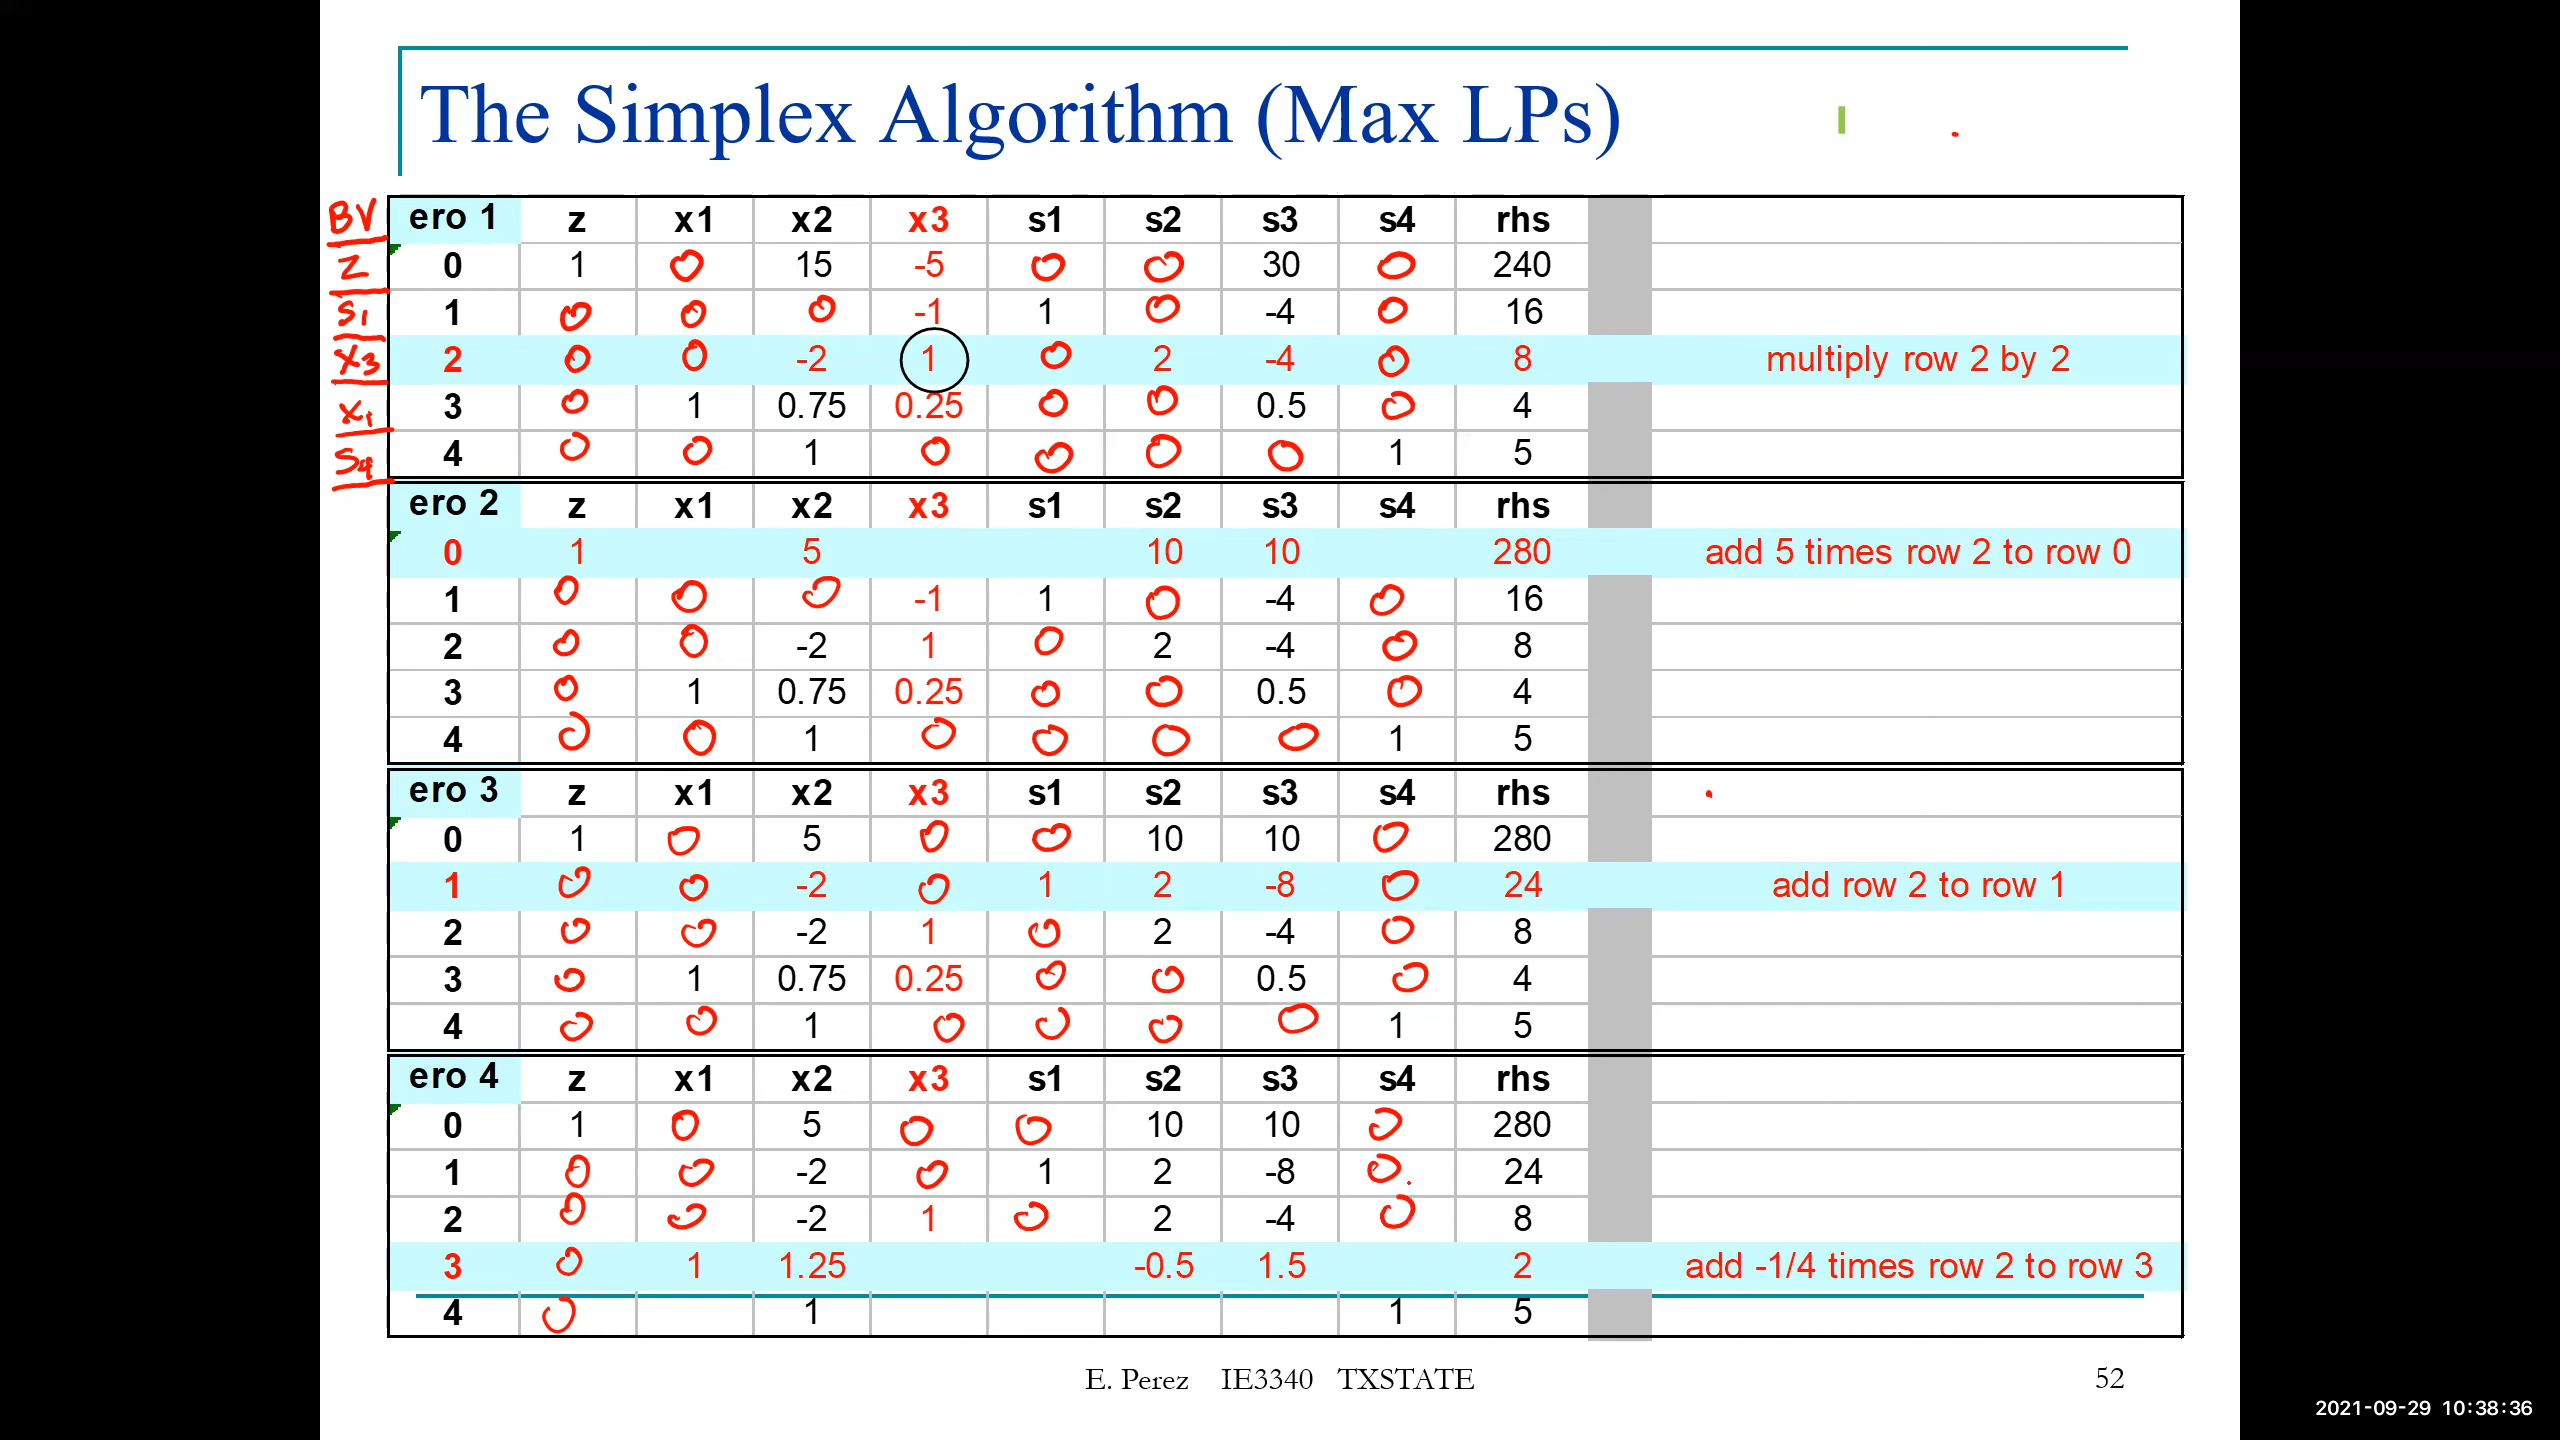 The Simplex Algorithm (Max LPs)
BV ero 1 z x1 x2 x3 s1 s2 s3 s4 rhs
Z 0 1 0 15 -5 0 0 30 0 240
S1 1 0 0 0 -1 1 0 -4 0 16
X3 2 0 0 -2 1 0 2 -4 0 8 multiply row 2 by 2
X1 3 0 1 0.75 0.25 0 0 0.5 0 4
S4 4 0 0 1 0 0 0 0 1 5
ero 2 z x1 x2 x3 s1 s2 s3 s4 rhs
0 1 5 10 10 280 add 5 times row 2 to row 0
1 0 0 0 -1 1 0 -4 0 16
2 0 0 -2 1 0 2 -4 0 8
3 0 1 0.75 0.25 0 0 0.5 0 4
4 0 0 1 0 0 0 0 1 5
ero 3 z x1 x2 x3 s1 s2 s3 s4 rhs
0 1 0 5 0 0 10 10 0 280
1 0 0 -2 0 1 2 -8 0 24 add row 2 to row 1
2 0 0 -2 1 0 2 -4 0 8
3 0 1 0.75 0.25 0 0 0.5 0 4
4 0 0 1 0 0 0 0 1 5
ero 4 z x1 x2 x3 s1 s2 s3 s4 rhs
0 1 0 5 0 0 10 10 0 280
1 0 0 -2 0 1 2 -8 0 24
2 0 0 -2 1 0 2 -4 0 8
3 0 1 1.25 -0.5 1.5 2 add -1/4 times row 2 to row 3
4 0 1 1 5
E. Perez IE3340 TXSTATE 52
2021-09-29 10:38:36